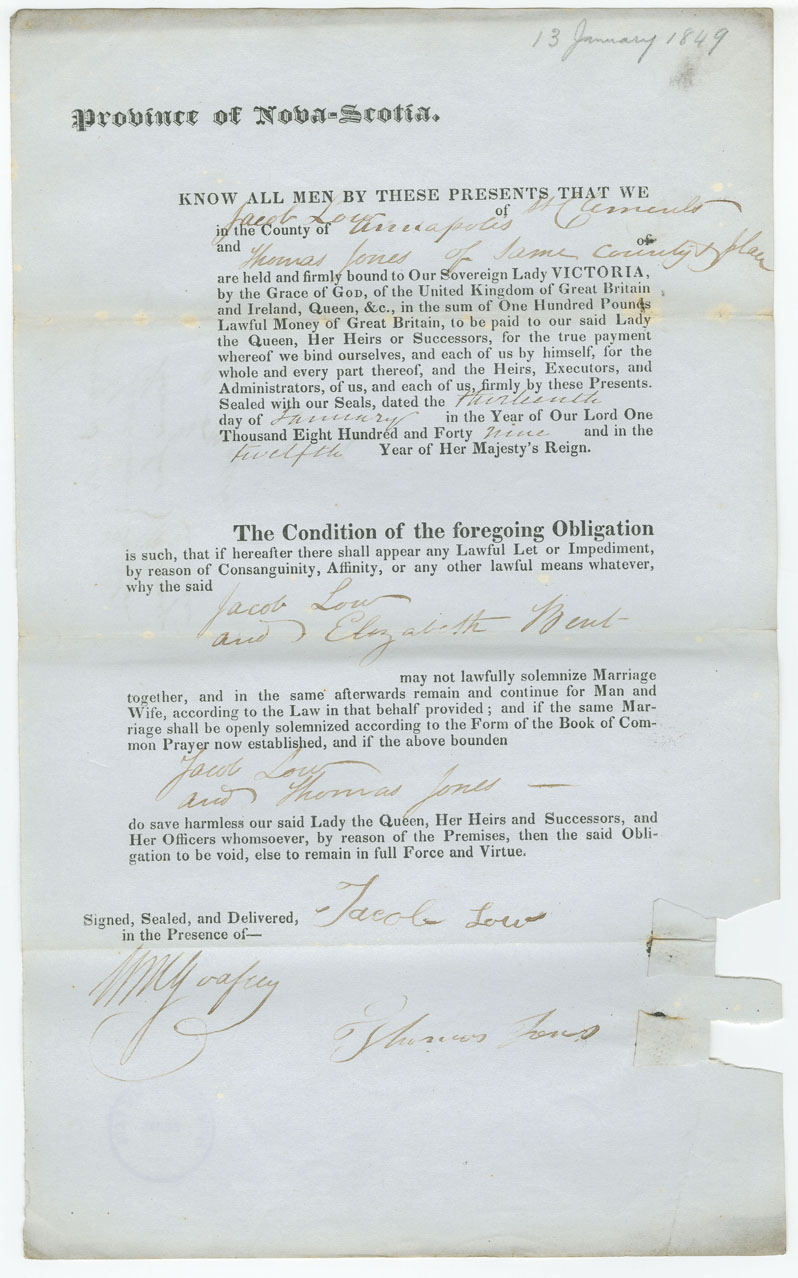 13 January 1849
Province of Nova-Scotia.
KNOW ALL MEN BY THESE PRESENTS THAT WE
Jacob Low of Clements
in the County of Annapolis
and Thomas Jones of Same County & place of
are held and firmly bound to Our Sovereign Lady VICTORIA,
by the Grace of GOD, of the United Kingdom of Great Britain
and Ireland, Queen, &c., in the sum of One Hundred Pounds
Lawful Money of Great Britain, to be paid to our said Lady
the Queen, Her Heirs or Successors, for the true payment
whereof we bind ourselves, and each of us by himself, for the
whole and every part thereof, and the Heirs, Executors, and
Administrators, of us, and each of us, firmly by these Presents.
Sealed with our Seals, dated the thirteenth
day of January in the Year of Our Lord One
Thousand Eight Hundred and Forty nine and in the
twelfth Year of Her Majesty's Reign.
The Condition of the foregoing Obligation
is such, that if hereafter there shall appear any Lawful Let or Impediment,
by reason of Consanguinity, Affinity, or any other lawful means whatever,
why the said
Jacob Low
and Elizabeth Bent
may not lawfully solemnize Marriage
together, and in the same afterwards remain and continue for Man and
Wife, according to the Law in that behalf provided; and if the same Mar-
riage shall be openly solemnized according to the Form of the Book of Com-
mon Prayer now established, and if the above bounden
Jacob Low
and Thomas Jones —
do save harmless our said Lady the Queen, Her Heirs and Successors, and
Her Officers whomsoever, by reason of the Premises, then the said Obli-
gation to be void, else to remain in full Force and Virtue.
Signed, Sealed, and Delivered,
in the Presence of—
Jacob Low
Thomas Jons